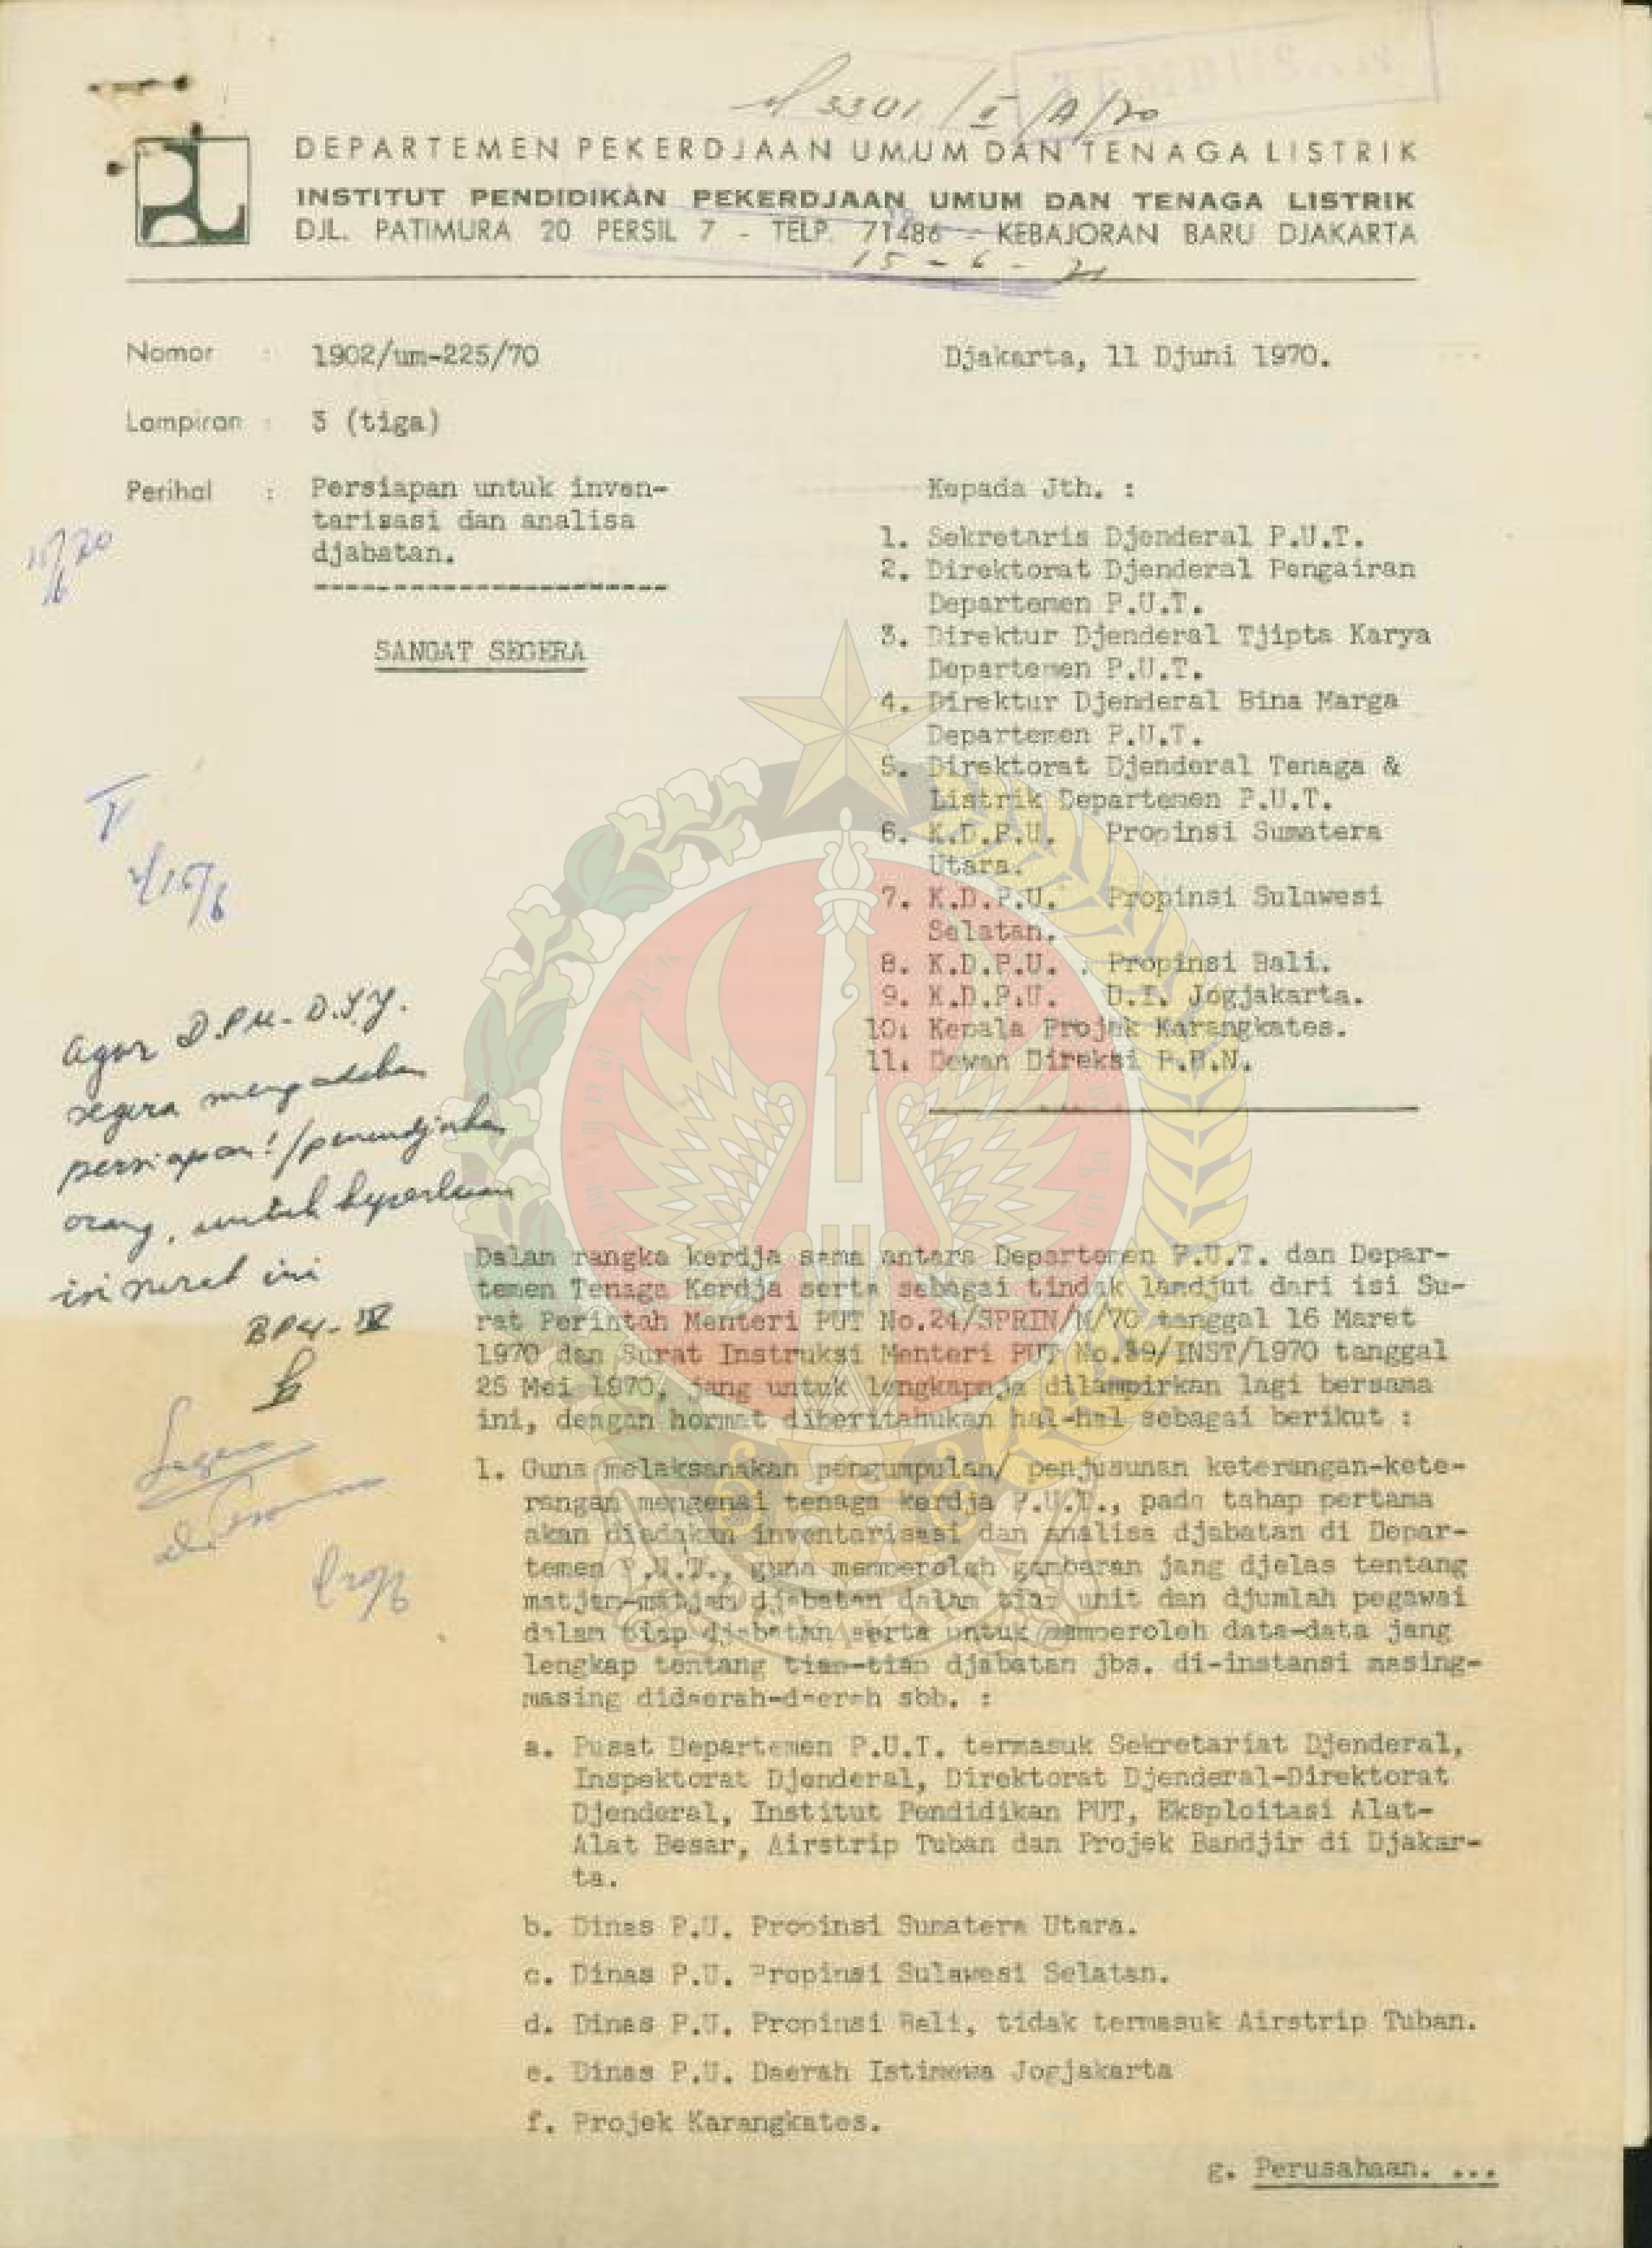 DEPARTEMEN PEKERDJAAN UMUM DAN TENAGA LISTRIK
INSTITUT PENDIDIKAN PEKERDJAAN UMUM DAN TENAGA LISTRIK
DJL. PATIMURA 20 PERSIL 7 - TELP. 71486 - KEBAJORAN BARU DJAKARTA
15 - 6 -
Nomor : 1902/um-225/70
Djakarta, 11 Djuni 1970.
Lampiran : 3 (tiga)
Perihal : Persiapan untuk inven-
tarisasi dan analisa
djabatan.
SANGAT SEGERA
Kepada Jth. :
1. Sekretaris Djenderal P.U.T.
2. Direktorat Djenderal Pengairan
Departemen P.U.T.
3. Direktur Djenderal Tjipta Karya
Departemen P.U.T.
4. Direktur Djenderal Bina Marga
Departemen P.U.T.
5. Direktorat Djenderal Tenaga &
Listrik Departemen P.U.T.
6. K.D.P.U. Propinsi Sumatera
Utara.
7. K.D.P.U. Propinsi Sulawesi
Selatan.
8. K.D.P.U. Propinsi Bali.
9. K.D.P.U. D.I. Jogjakarta.
10. Kepala Projek Karangkates.
11. Dewan Direksi P.B.N.
agar D.P.U. - D.I.Y.
segera mengadakan
persiapan!/penundjukan
orang, untuk keperluan
isi surat ini
Dalam rangka kerdja sama antara Departemen P.U.T. dan Depar-
temen Tenaga Kerdja serta sebagai tindak landjut dari isi Su-
rat Perintah Menteri PUT No.24/SPRIN/M/70 tanggal 16 Maret
1970 dan Surat Instruksi Menteri PUT No.39/INST/1970 tanggal
25 Mei 1970, jang untuk lengkapnja dilampirkan lagi bersama
ini, dengan hormat diberitahukan hal-hal sebagai berikut :
1. Guna melaksanakan pengumpulan/ penjusunan keterangan-kete-
rangan mengenai tenaga kerdja P.U.T., pada tahap pertama
akan diadakan inventarisasi dan analisa djabatan di Depar-
temen P.U.T., guna memperoleh gambaran jang djelas tentang
matjam-matjam djabatan dalam tiap unit dan djumlah pegawai
dalam tiap djabatan serta untuk memperoleh data-data jang
lengkap tentang tiap-tiap djabatan jbs. di-instansi masing-
masing didaerah-daerah sbb. :
a. Pusat Departemen P.U.T. termasuk Sekretariat Djenderal,
Inspektorat Djenderal, Direktorat Djenderal-Direktorat
Djenderal, Institut Pendidikan PUT, Eksploitasi Alat-
Alat Besar, Airstrip Tuban dan Projek Bandjir di Djakar-
ta.
b. Dinas P.U. Propinsi Sumatera Utara.
c. Dinas P.U. Propinsi Sulawesi Selatan.
d. Dinas P.U. Propinsi Bali, tidak termasuk Airstrip Tuban.
e. Dinas P.U. Daerah Istimewa Jogjakarta
f. Projek Karangkates.
g. Perusahaan. ...